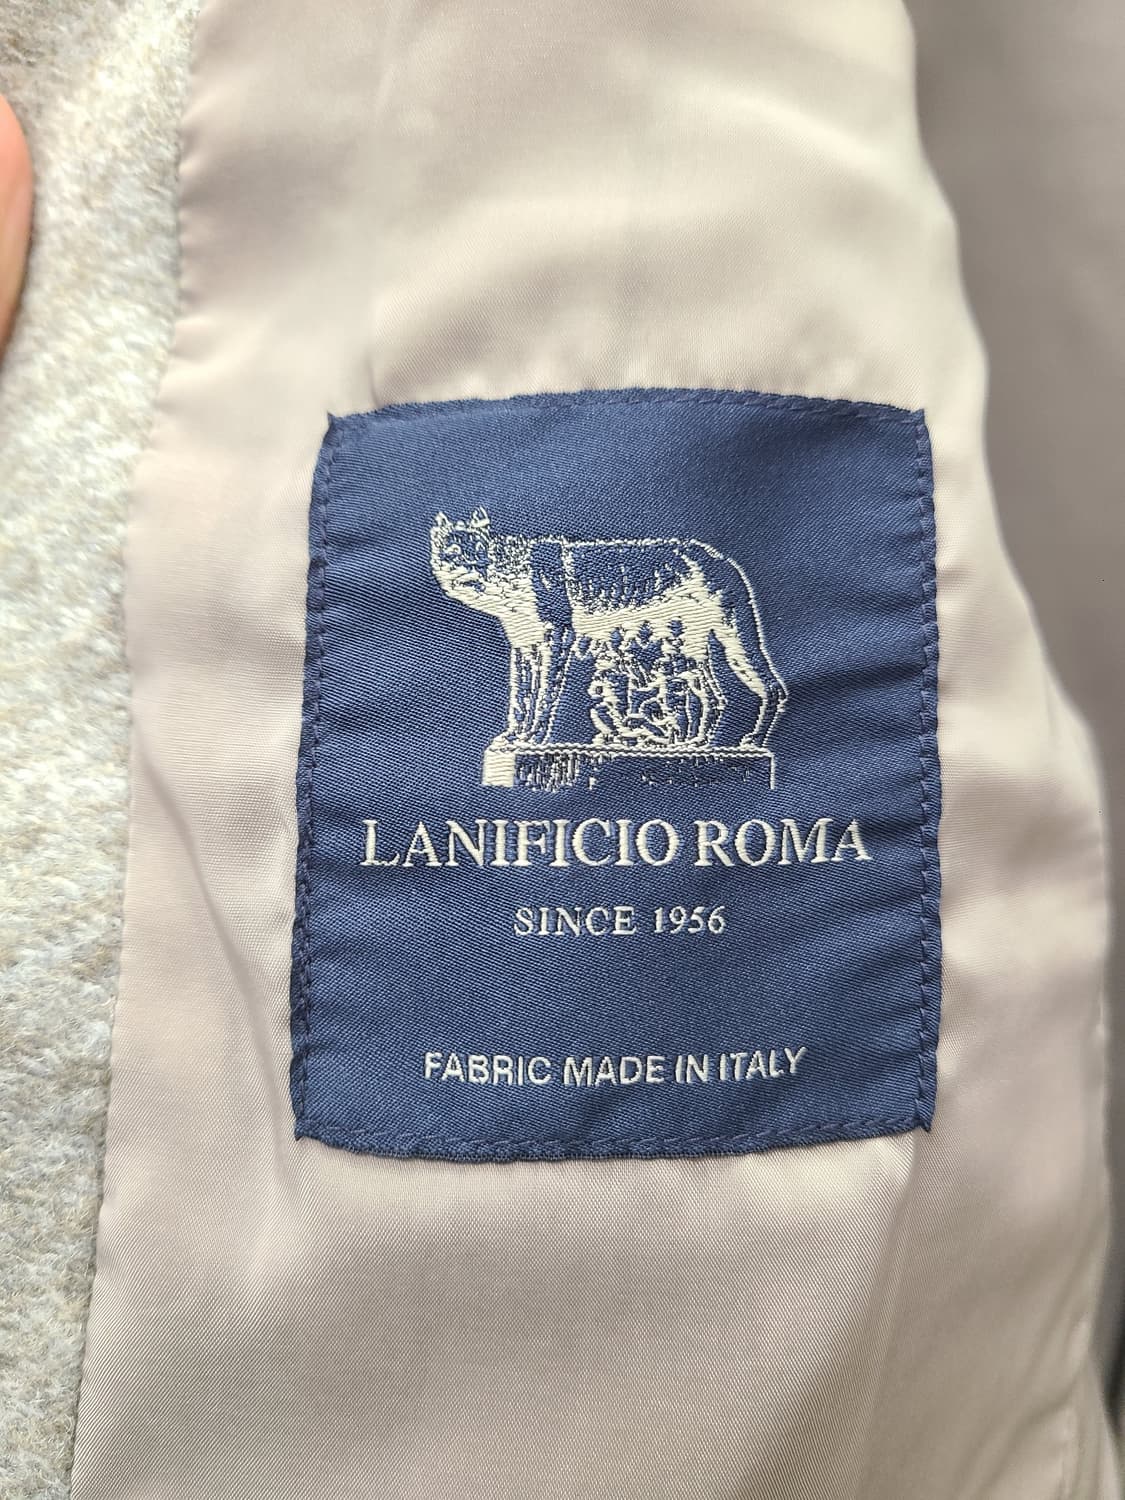 LANIFICIO ROMA
SINCE 1956
FABRIC MADE IN ITALY